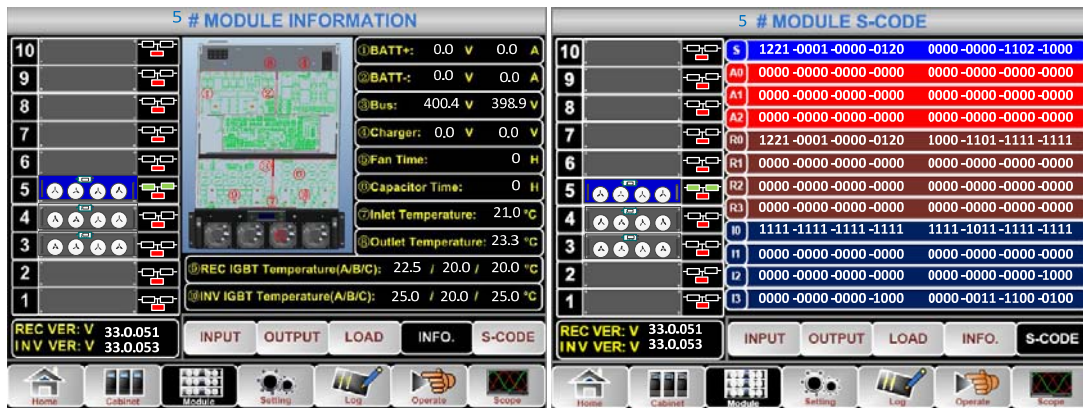 5 # MODULE INFORMATION
10
9
8
7
6
5
4
3
2
1
①BATT+: 0.0 V 0.0 A
②BATT-: 0.0 V 0.0 A
③Bus: 400.4 V 398.9 V
④Charger: 0,0 V 0.0 V
⑤Fan Time: 0 H
⑥Capacitor Time: 0 H
⑦Inlet Temperature: 21.0 °C
⑧Outlet Temperature: 23.3 °C
⑨REC IGBT Temperature(A/B/C): 22.5 / 20.0 / 20.0 °C
⑩INV IGBT Temperature(A/B/C): 25.0 / 20.0 / 25.0 °C
REC VER: V 33.0.051
INV VER: V 33.0.053
INPUT OUTPUT LOAD INFO. S-CODE
Home Cabinet Module Setting Log Operate Scope
5 # MODULE S-CODE
10
9
8
7
6
5
4
3
2
1
S 1221 -0001 -0000 -0120 0000 -0000 -1102 -1000
A0 0000 -0000 -0000 -0000 0000 -0000 -0000 -0000
A1 0000 -0000 -0000 -0000 0000 -0000 -0000 -0000
A2 0000 -0000 -0000 -0000 0000 -0000 -0000 -0000
R0 1221 -0001 -0000 -0120 1000 -1101 -1111 -1111
R1 0000 -0000 -0000 -0000 0000 -0000 -0000 -0000
R2 0000 -0000 -0000 -0000 0000 -0000 -0000 -0000
R3 0000 -0000 -0000 -0000 0000 -0000 -0000 -0000
I0 1111 -1111 -1111 -1111 1111 -1011 -1111 -1111
I1 0000 -0000 -0000 -0000 0000 -0000 -0000 -0000
I2 0000 -0000 -0000 -0000 0000 -0000 -0000 -1000
I3 0000 -0000 -0000 -1000 0000 -0011 -1100 -0100
REC VER: V 33.0.051
INV VER: V 33.0.053
INPUT OUTPUT LOAD INFO. S-CODE
Home Cabinet Module Setting Log Operate Scope